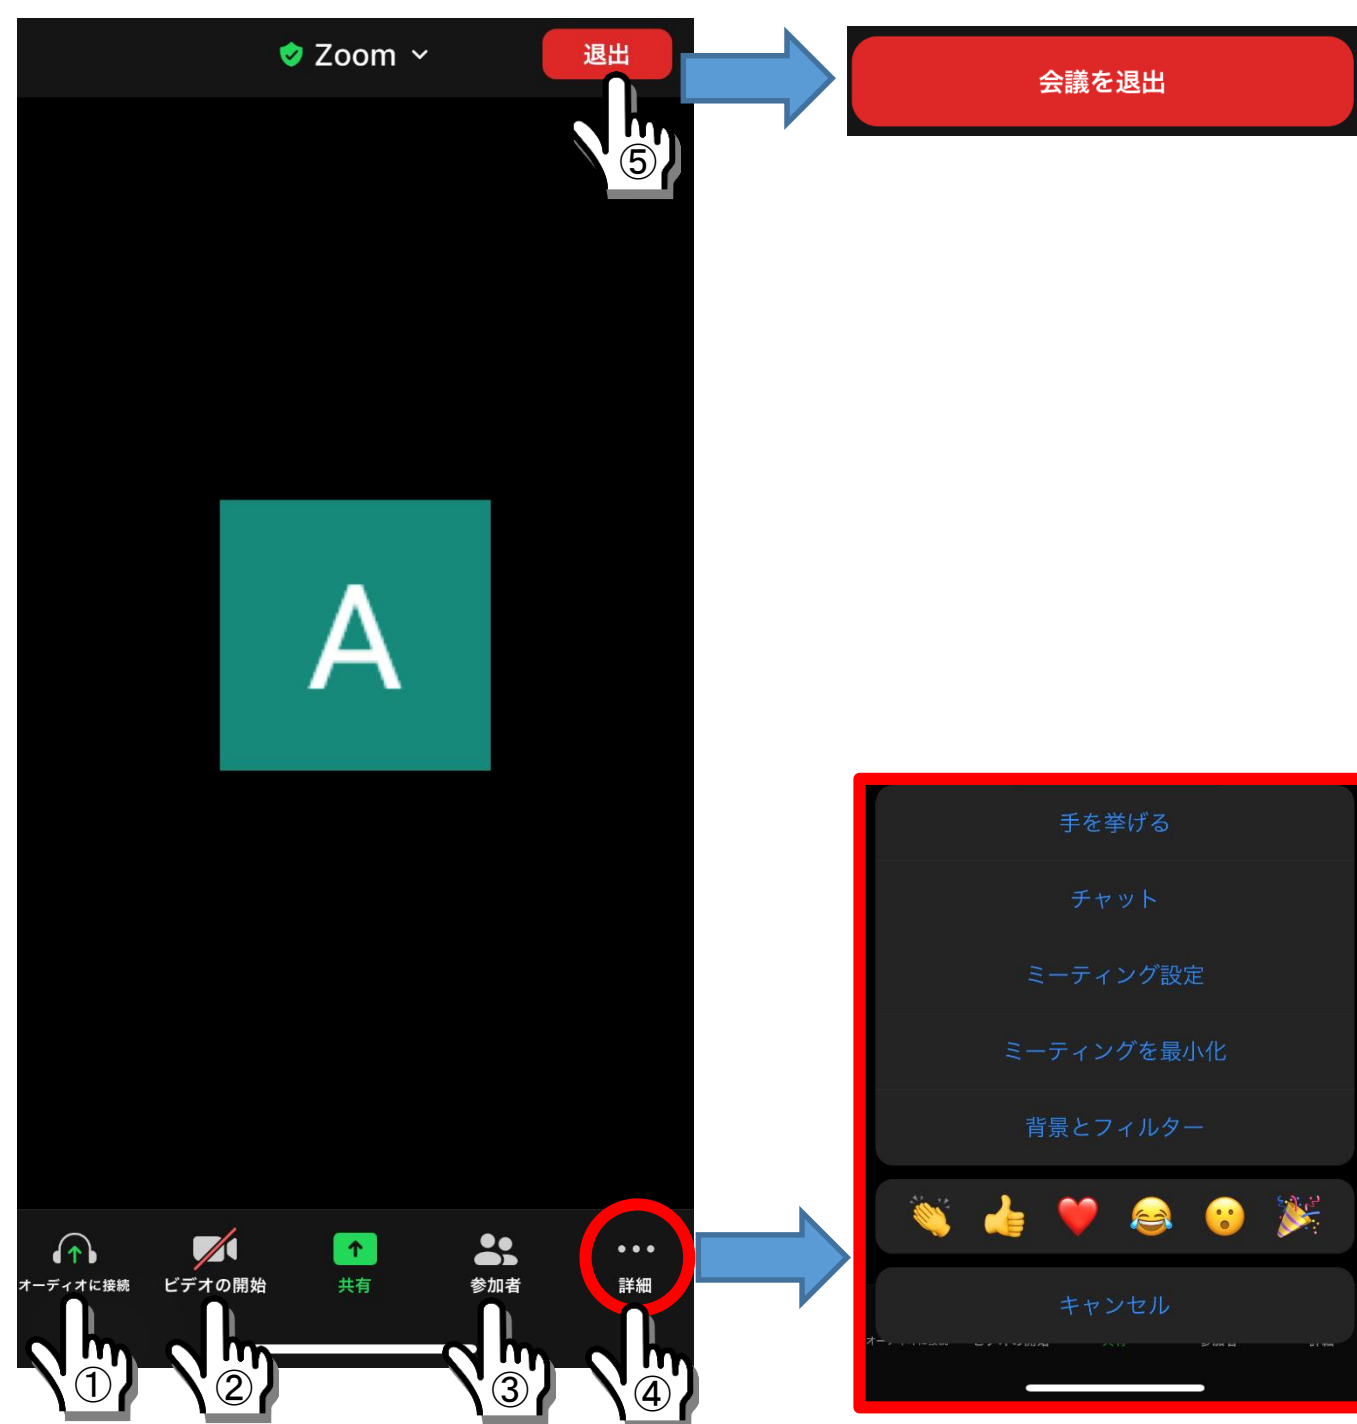 Zoom
退出
⑤
会議を退出
A
手を挙げる
チャット
ミーティング設定
ミーティングを最小化
背景とフィルター
キャンセル
オーディオに接続 ビデオの開始 共有 参加者 詳細
① ② ③ ④